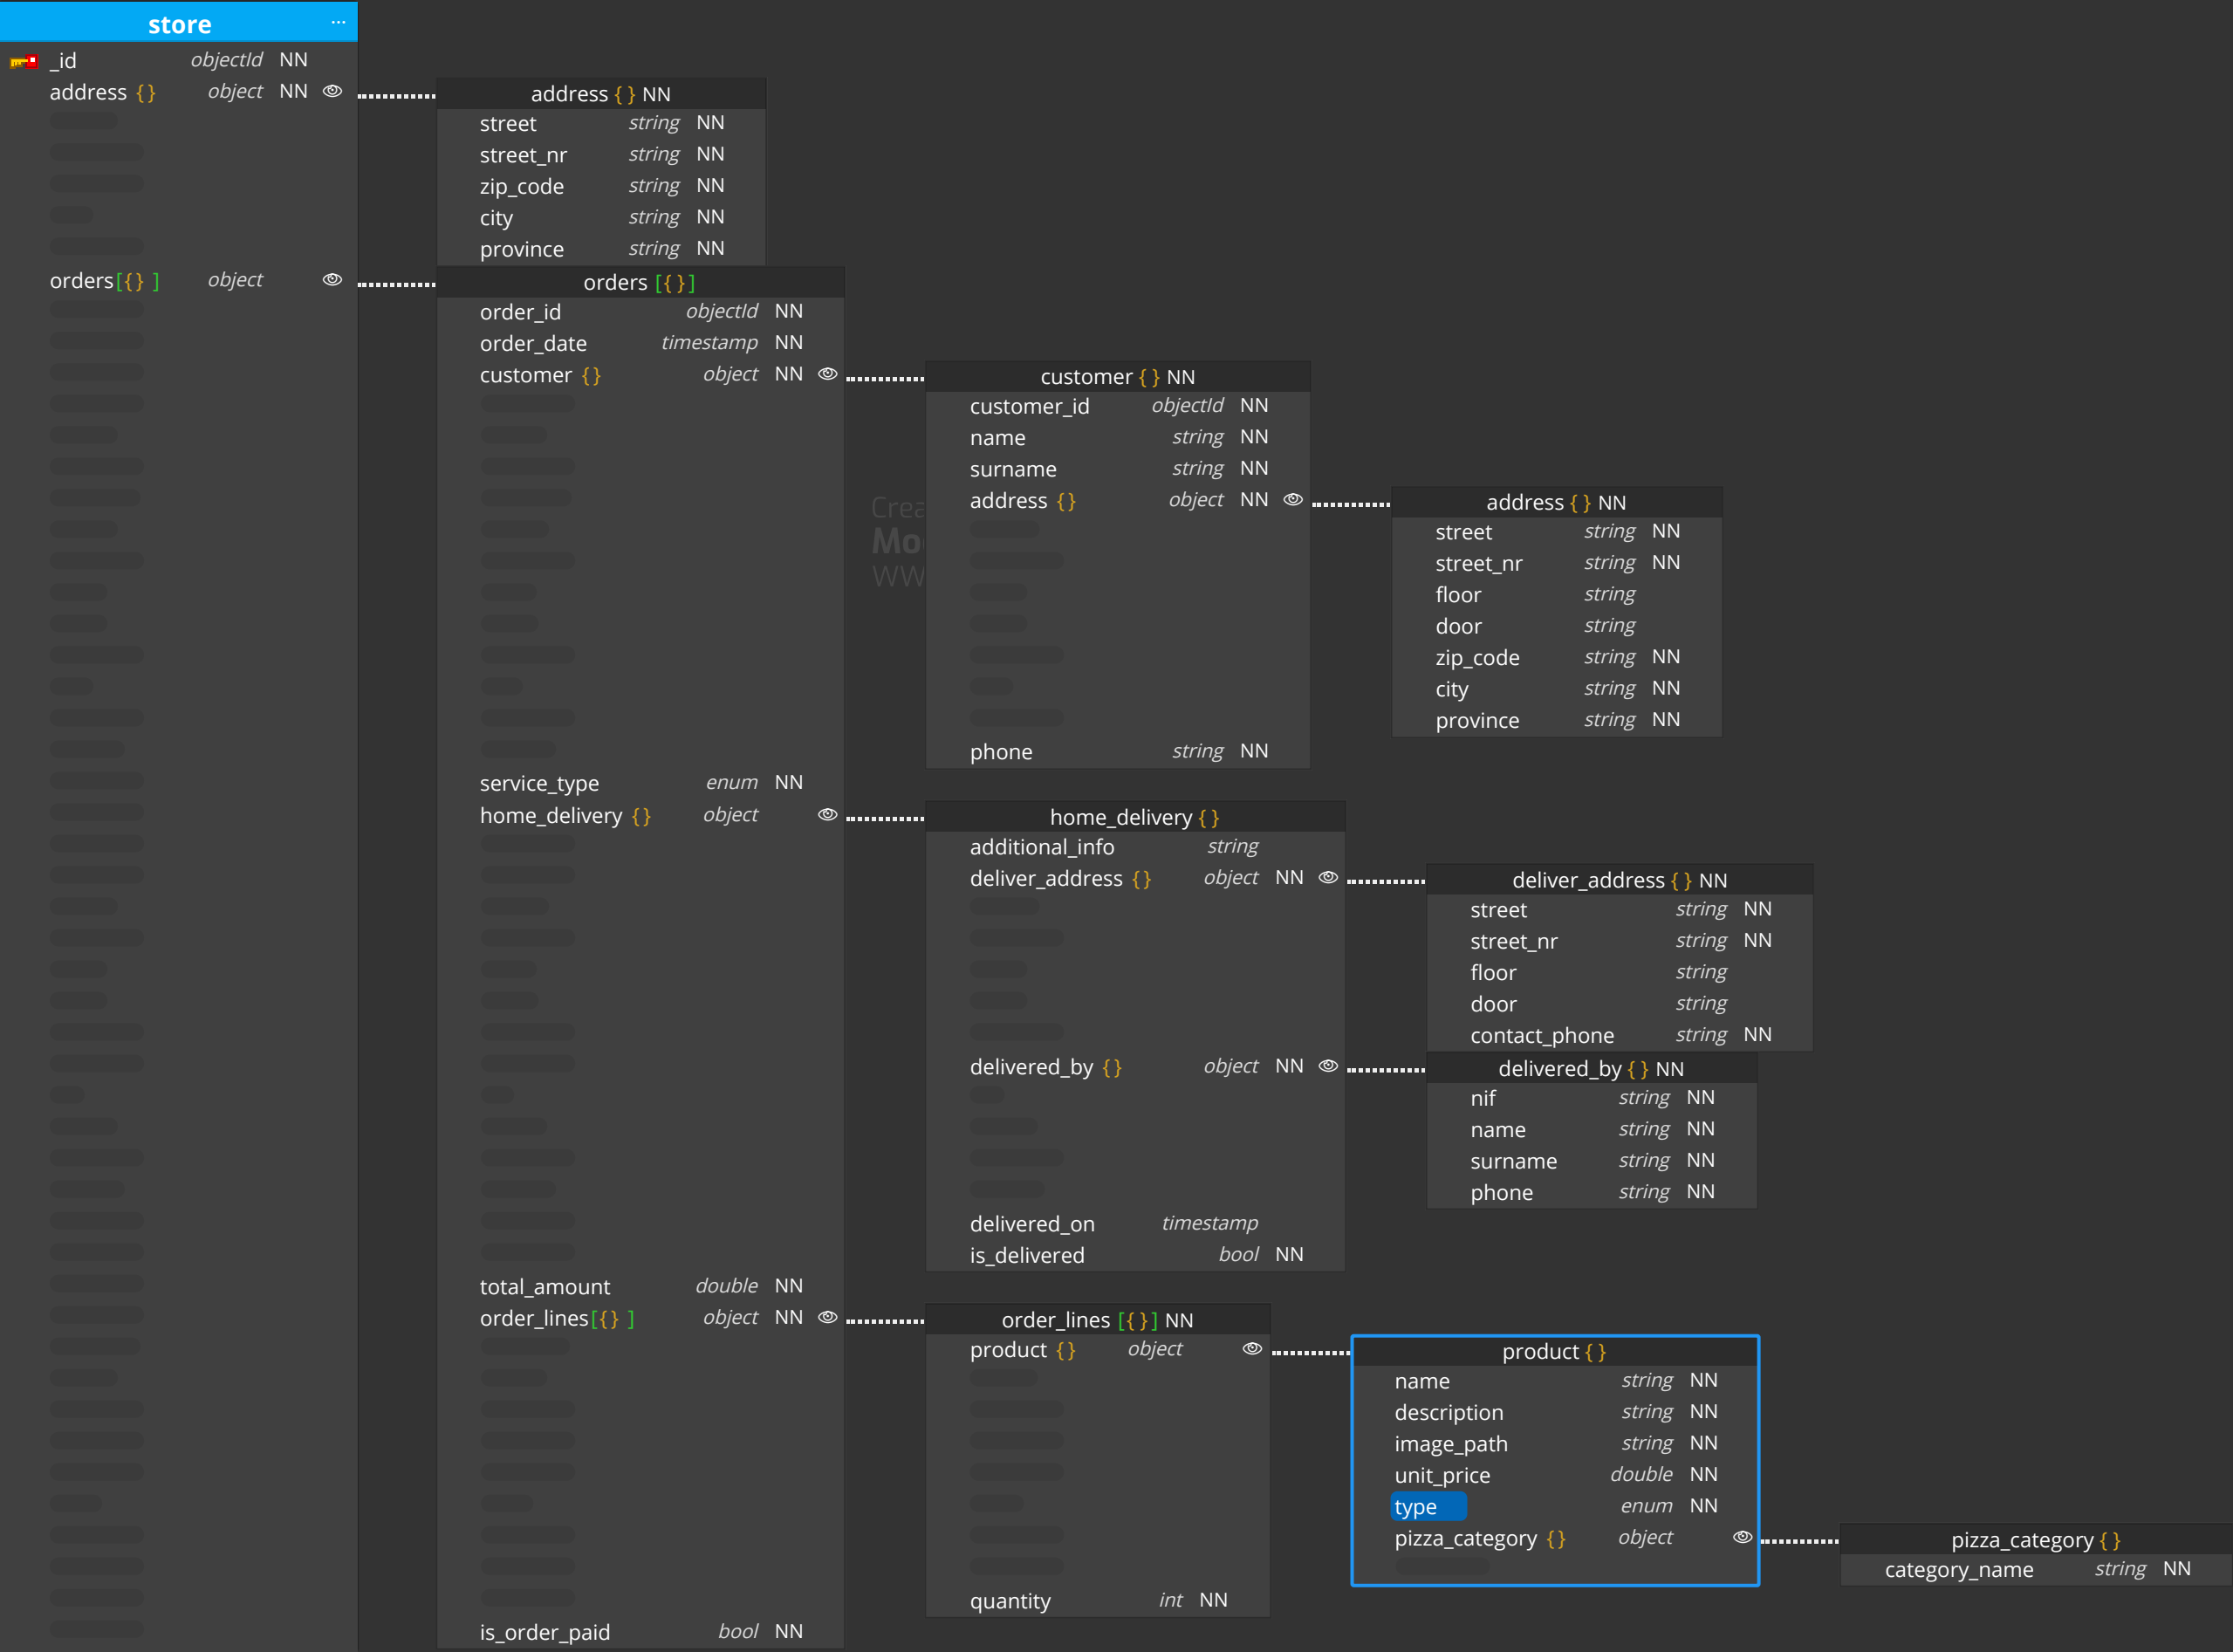 store ...
_id objectId NN
address {} object NN
address { } NN
street string NN
street_nr string NN
zip_code string NN
city string NN
province string NN
orders[{} ] object
orders [{ }]
order_id objectId NN
order_date timestamp NN
customer {} object NN
customer { } NN
customer_id objectId NN
name string NN
surname string NN
address {} object NN
address { } NN
street string NN
street_nr string NN
floor string
door string
zip_code string NN
city string NN
province string NN
phone string NN
service_type enum NN
home_delivery {} object
home_delivery { }
additional_info string
deliver_address {} object NN
deliver_address { } NN
street string NN
street_nr string NN
floor string
door string
contact_phone string NN
delivered_by {} object NN
delivered_by { } NN
nif string NN
name string NN
surname string NN
phone string NN
delivered_on timestamp
is_delivered bool NN
total_amount double NN
order_lines[{} ] object NN
order_lines [{ }] NN
product {} object
product { }
name string NN
description string NN
image_path string NN
unit_price double NN
type enum NN
pizza_category {} object
pizza_category { }
category_name string NN
quantity int NN
is_order_paid bool NN